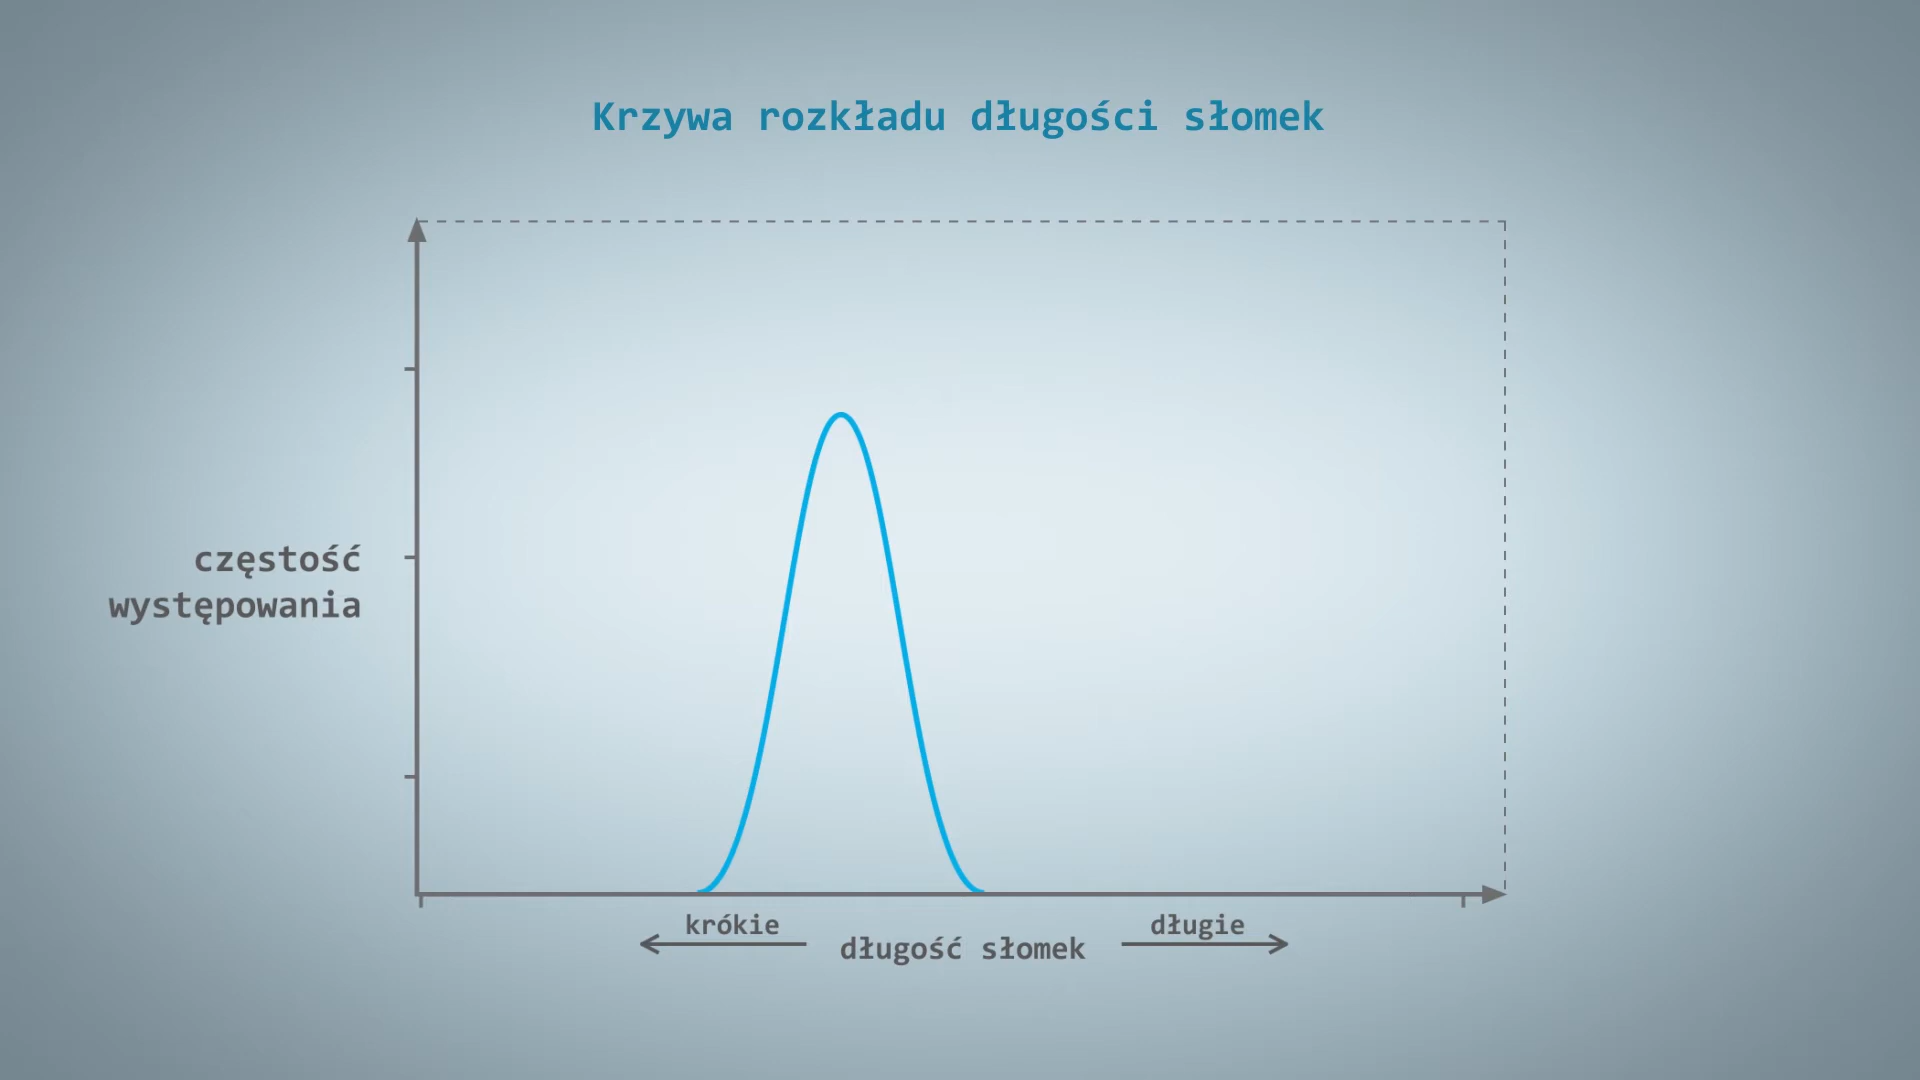 Krzywa rozkładu długości słomek
częstość
występowania
krókie
długie
długość słomek